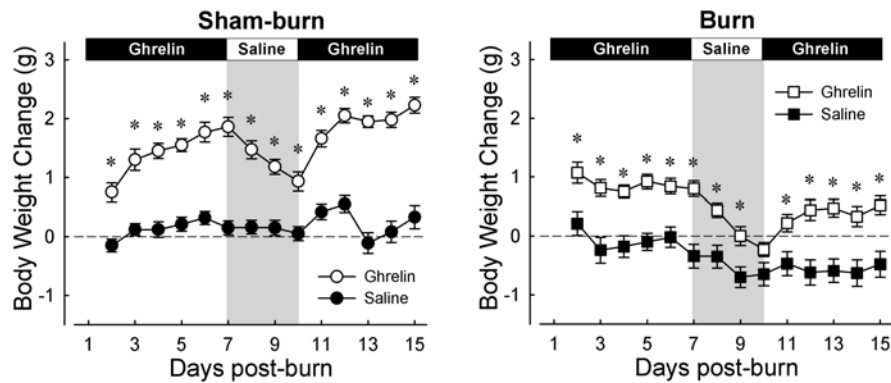 Sham-burn
Ghrelin Saline Ghrelin
Body Weight Change (g)
3
2
1
0
-1
* * * * * * * * * * * * * *
Ghrelin
Saline
1 3 5 7 9 11 13 15
Days post-burn
Burn
Ghrelin Saline Ghrelin
Body Weight Change (g)
3
2
1
0
-1
Ghrelin
Saline
* * * * * * * * * * * * *
1 3 5 7 9 11 13 15
Days post-burn